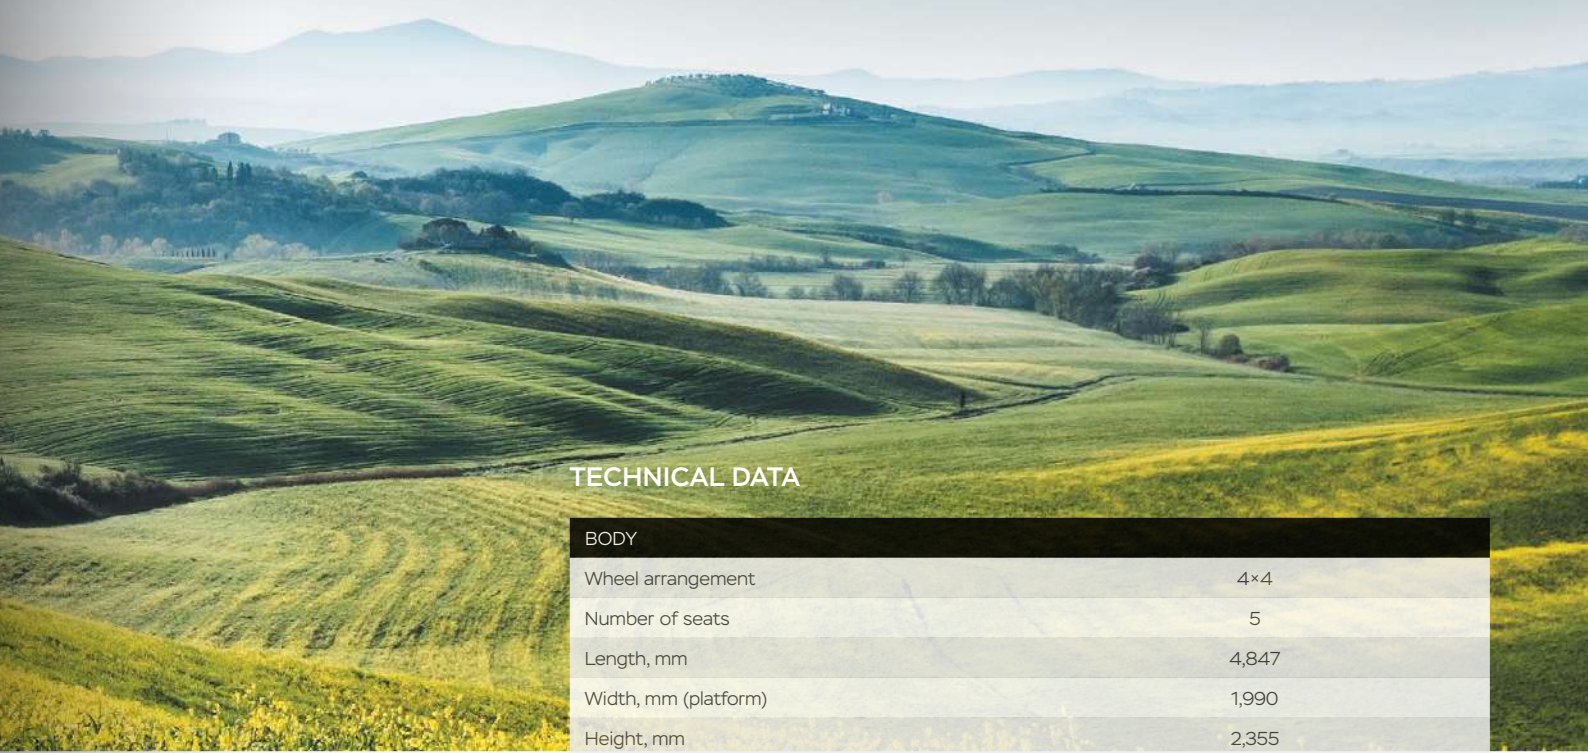 TECHNICAL DATA
BODY
Wheel arrangement 4×4
Number of seats 5
Length, mm 4,847
Width, mm (platform) 1,990
Height, mm 2,355